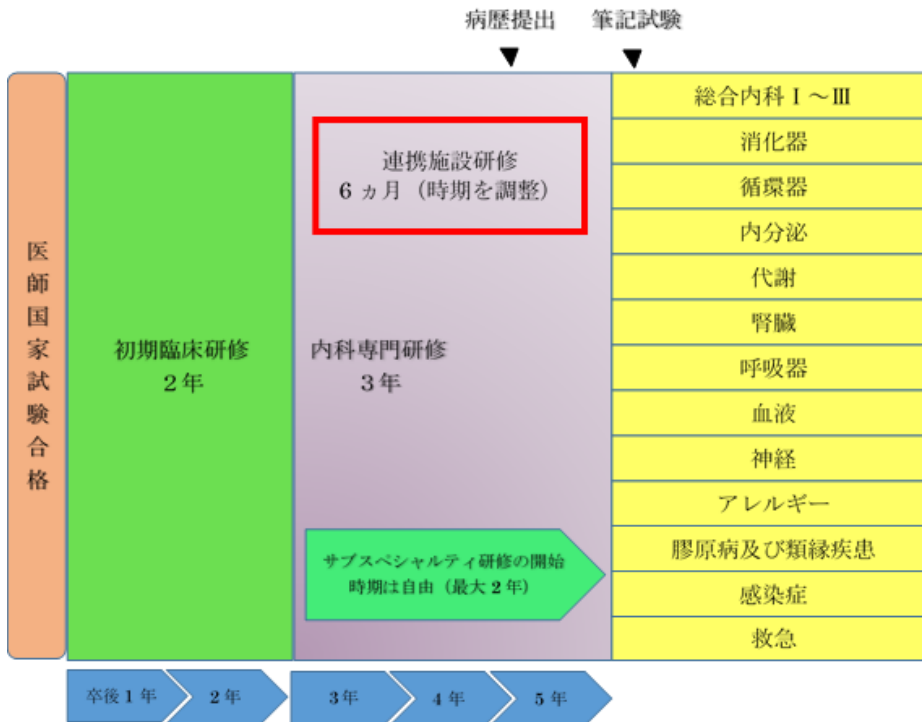 病歴提出
筆記試験
医師国家試験合格
初期臨床研修
2年
連携施設研修
6 ヵ月（時期を調整）
内科専門研修
3年
サブスペシャルティ研修の開始
時期は自由（最大 2 年）
総合内科 I ～III
消化器
循環器
内分泌
代謝
腎臓
呼吸器
血液
神経
アレルギー
膠原病及び類縁疾患
感染症
救急
卒後 1 年
2 年
3年
4 年
5 年